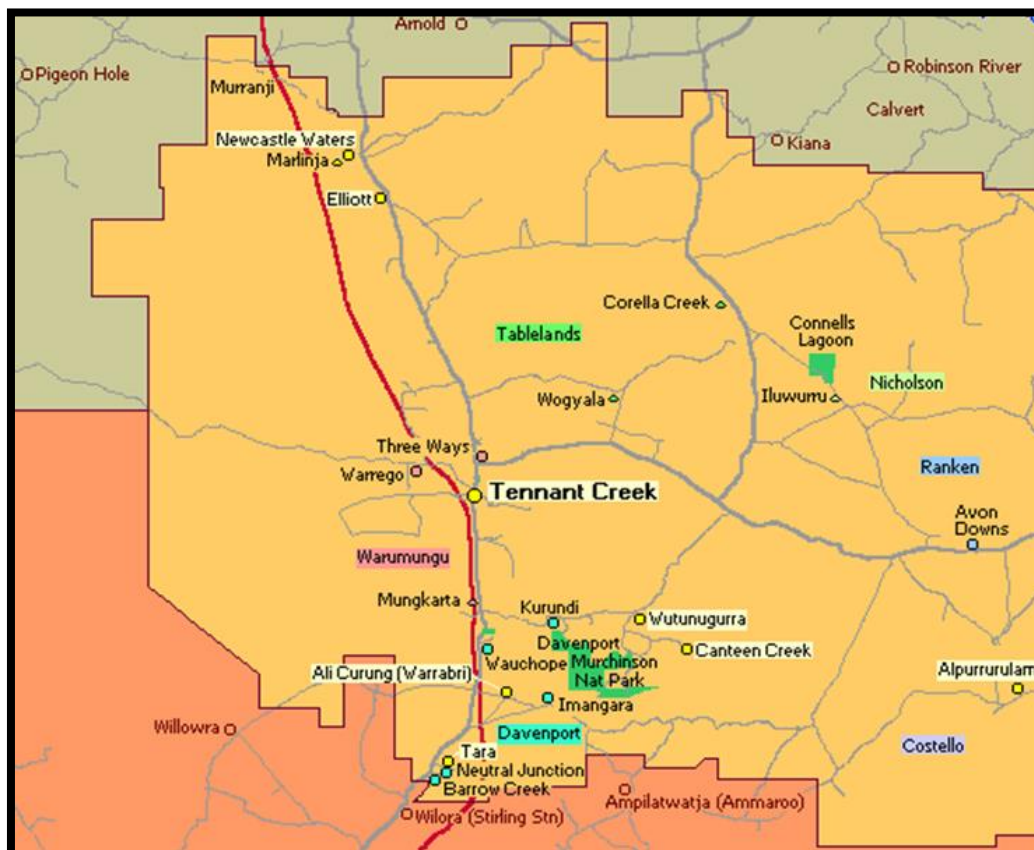 Arnold
Pigeon Hole
Robinson River
Murranji
Calvert
Newcastle Waters
Kiana
Marlinja
Elliott
Corella Creek
Connells
Lagoon
Tablelands
Nicholson
Wogyala
Iluwurru
Three Ways
Warrego
Ranken
Tennant Creek
Avon
Downs
Warumungu
Mungkarta
Kurundi
Wutunugurra
Davenport
Murchinson
Nat Park
Wauchope
Canteen Creek
Ali Curung (Warrabri)
Alpurrurulam
Imangara
Willowra
Davenport
Costello
Tara
Neutral Junction
Barrow Creek
Ampilatwatja (Ammaroo)
Wilora (Stirling Stn)